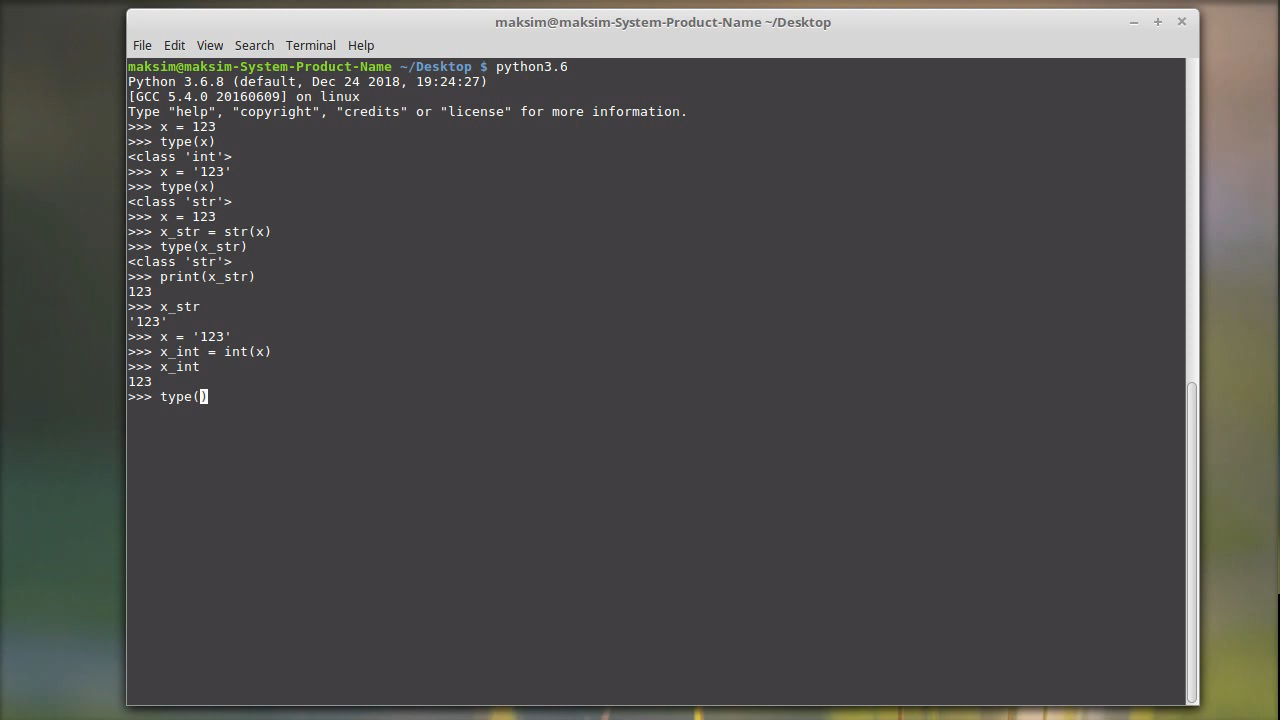 maksim@maksim-System-Product-Name ~/Desktop
File Edit View Search Terminal Help
maksim@maksim-System-Product-Name ~/Desktop $ python3.6
Python 3.6.8 (default, Dec 24 2018, 19:24:27)
[GCC 5.4.0 20160609] on linux
Type "help", "copyright", "credits" or "license" for more information.
>>> x = 123
>>> type(x)
<class 'int'>
>>> x = '123'
>>> type(x)
<class 'str'>
>>> x = 123
>>> x_str = str(x)
>>> type(x_str)
<class 'str'>
>>> print(x_str)
123
>>> x_str
'123'
>>> x = '123'
>>> x_int = int(x)
>>> x_int
123
>>> type()